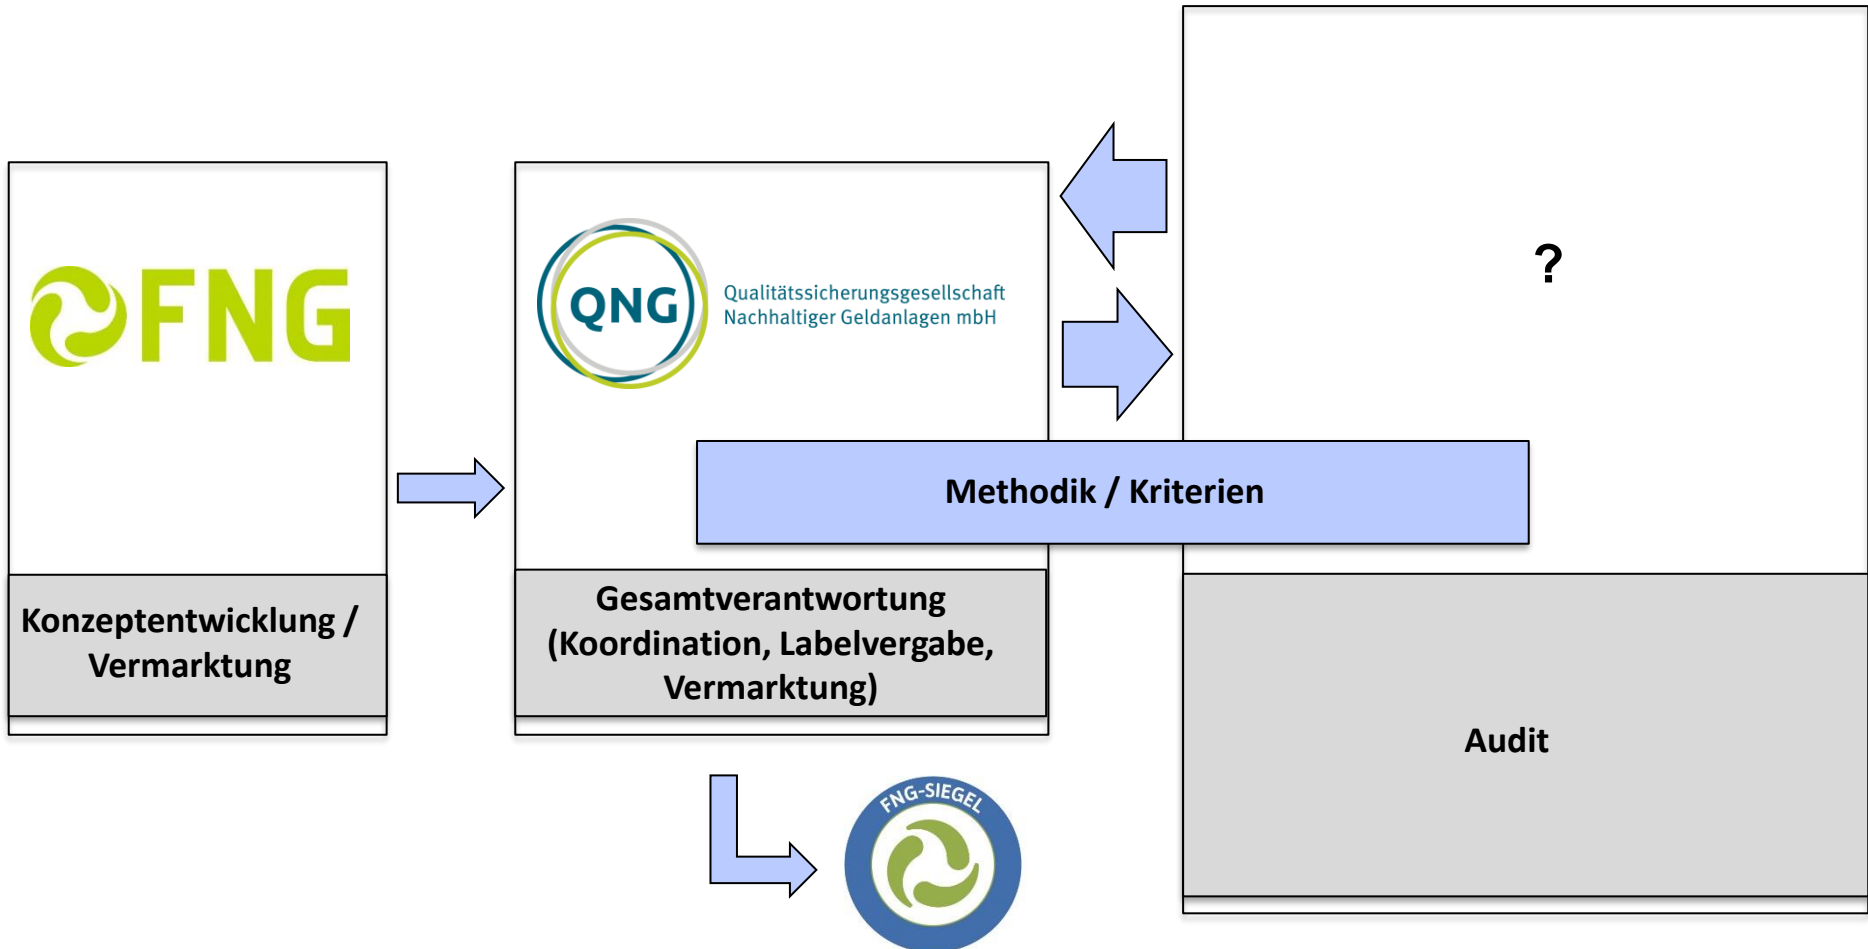 FNG
Konzeptentwicklung /
Vermarktung
QNG
Qualitätssicherungsgesellschaft
Nachhaltiger Geldanlagen mbH
Methodik / Kriterien
Gesamtverantwortung
(Koordination, Labelvergabe,
Vermarktung)
?
Audit
FNG-SIEGEL